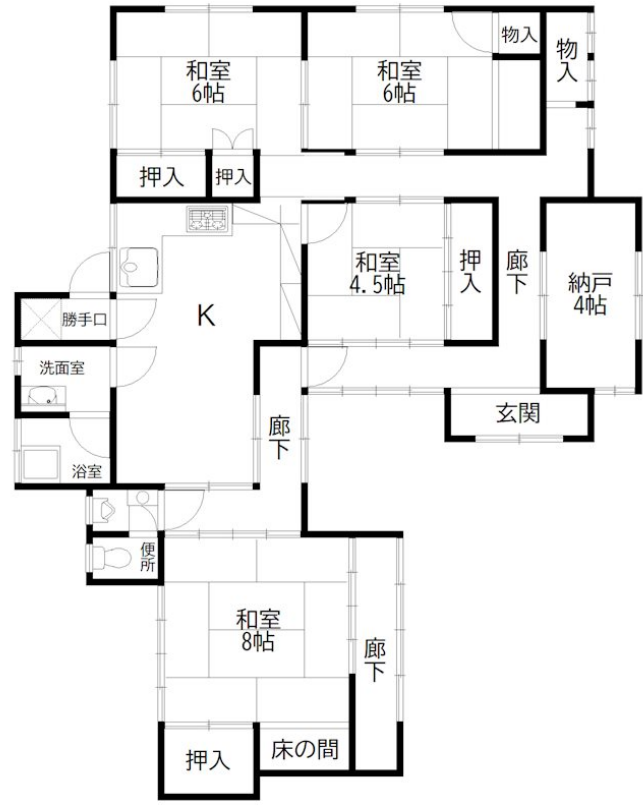 和室
6帖
和室
6帖
物入
物入
押入
押入
K
和室
4.5帖
押入
廊下
納戸
4帖
勝手口
洗面室
浴室
廊下
玄関
便所
和室
8帖
廊下
押入
床の間